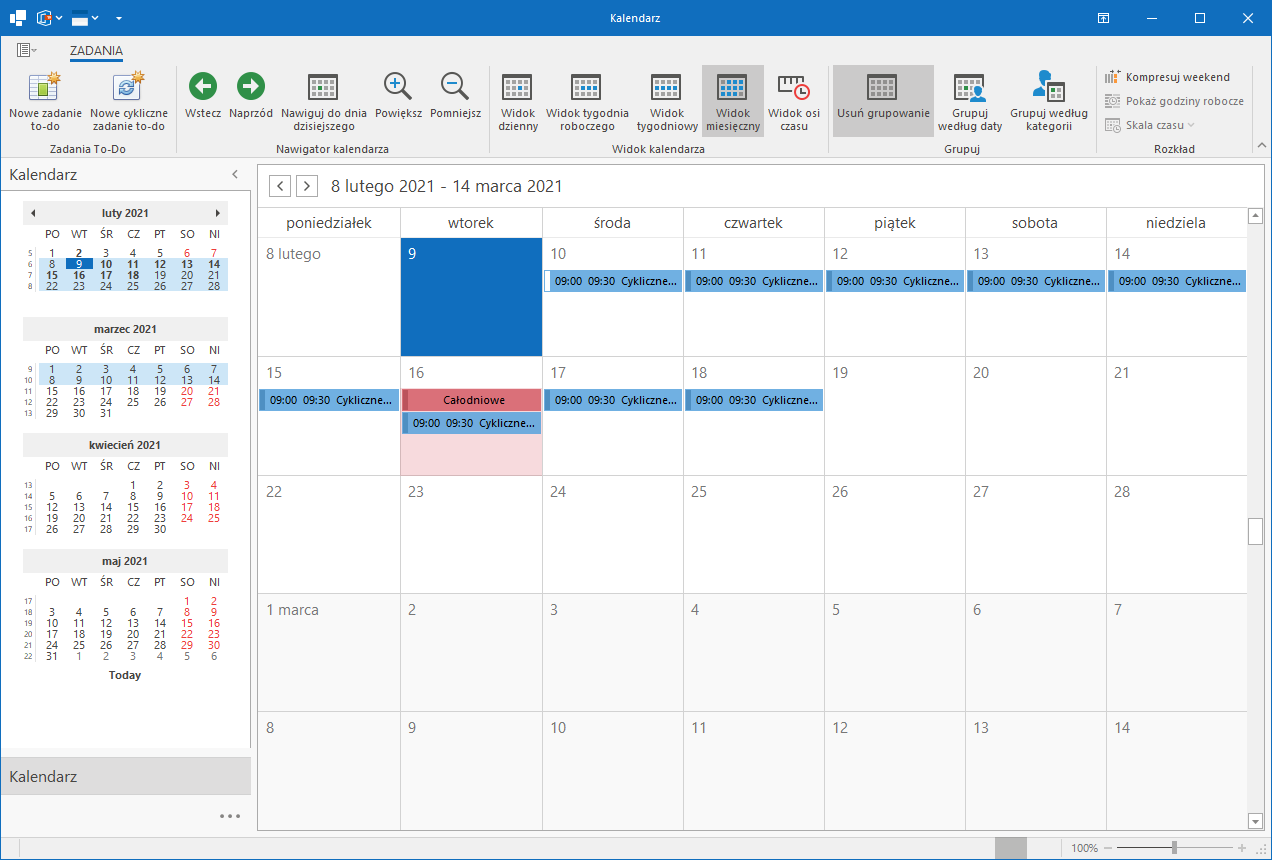 Kalendarz
ZADANIA
Nowe zadanie to-do
Nowe cykliczne zadanie to-do
Zadania To-Do
Wstecz
Naprzód
Nawiguj do dnia dzisiejszego
Powiększ
Pomniejsz
Nawigator kalendarza
Widok dzienny
Widok tygodnia roboczego
Widok tygodniowy
Widok miesięczny
Widok osi czasu
Widok kalendarza
Usuń grupowanie
Grupuj według daty
Grupuj według kategorii
Grupuj
Kompresuj weekend
Pokaż godziny robocze
Skala czasu
Rozkład
Kalendarz
luty 2021
PO WT ŚR CZ PT SO NI
5 1 2 3 4 5 6 7
6 8 9 10 11 12 13 14
7 15 16 17 18 19 20 21
8 22 23 24 25 26 27 28
marzec 2021
PO WT ŚR CZ PT SO NI
9 1 2 3 4 5 6 7
10 8 9 10 11 12 13 14
11 15 16 17 18 19 20 21
12 22 23 24 25 26 27 28
13 29 30 31
kwiecień 2021
PO WT ŚR CZ PT SO NI
13 1 2 3 4
14 5 6 7 8 9 10 11
15 12 13 14 15 16 17 18
16 19 20 21 22 23 24 25
17 26 27 28 29 30
maj 2021
PO WT ŚR CZ PT SO NI
17 1 2
18 3 4 5 6 7 8 9
19 10 11 12 13 14 15 16
20 17 18 19 20 21 22 23
21 24 25 26 27 28 29 30
22 31 1 2 3 4 5 6
Today
Kalendarz
8 lutego 2021 - 14 marca 2021
poniedziałek wtorek środa czwartek piątek sobota niedziela
8 lutego 9 10 11 12 13 14
09:00 09:30 Cykliczne... 09:00 09:30 Cykliczne... 09:00 09:30 Cykliczne... 09:00 09:30 Cykliczne... 09:00 09:30 Cykliczne...
15 16 17 18 19 20 21
09:00 09:30 Cykliczne... Całodniowe 09:00 09:30 Cykliczne... 09:00 09:30 Cykliczne...
09:00 09:30 Cykliczne...
22 23 24 25 26 27 28
1 marca 2 3 4 5 6 7
8 9 10 11 12 13 14
100%